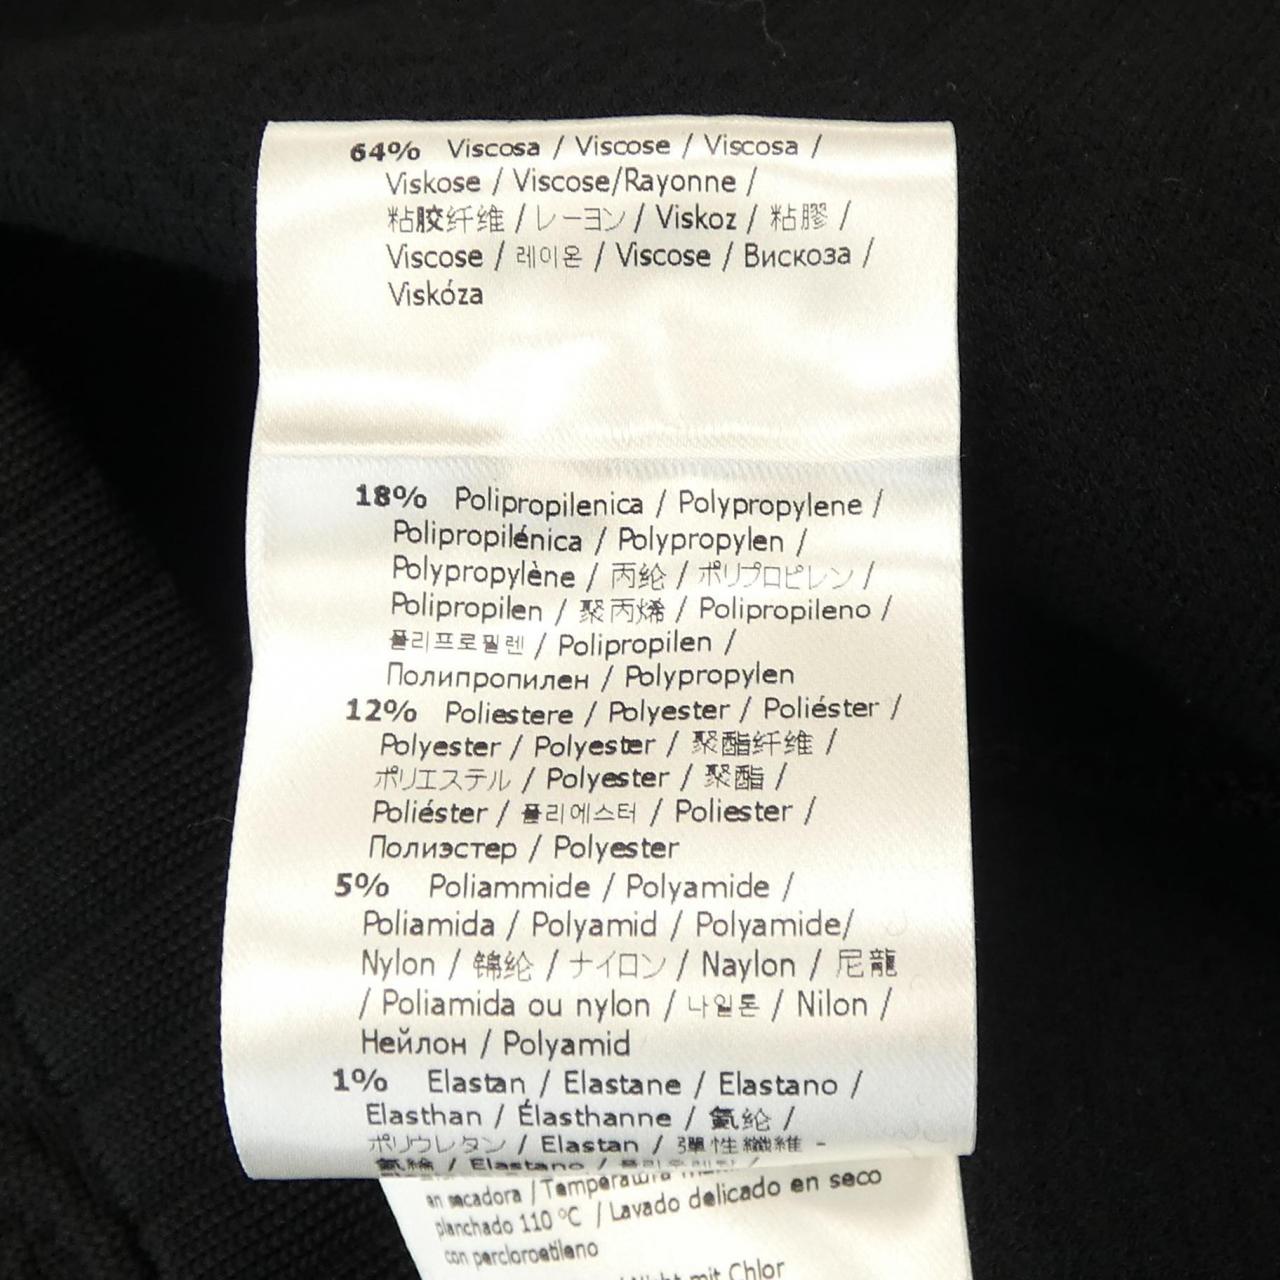 64% Viscosa / Viscose / Viscosa /
Viskose / Viscose/Rayonne /
粘胶纤维 / レーヨン / Viskoz / 粘膠 /
Viscose / 레이온 / Viscose / Вискоза /
Viskóza
18% Polipropilenica / Polypropylene /
Polipropilénica / Polypropylen /
Polypropylène / 丙纶 / ポリプロピレン /
Polipropilen / 聚丙烯 / Polipropileno /
폴리프로필렌 / Polipropilen /
Полипропилен / Polypropylen
12% Poliestere / Polyester / Poliéster /
Polyester / Polyester / 聚酯纤维 /
ポリエステル / Polyester / 聚酯 /
Poliéster / 폴리에스터 / Poliester /
Полиэстер / Polyester
5% Poliammide / Polyamide /
Poliamida / Polyamid / Polyamide/
Nylon / 锦纶 / ナイロン / Naylon / 尼龍
/ Poliamida ou nylon / 나일론 / Nilon /
Нейлон / Polyamid
1% Elastan / Elastane / Elastano /
Elasthan / Élasthanne / 氨纶 /
ポリウレタン / Elastan / 彈性纖維 -
氨綸 / Elastano /
en secadora / Temperatura
planchado 110 °C / Lavado delicado en seco
con percloroetileno
mit Chlor